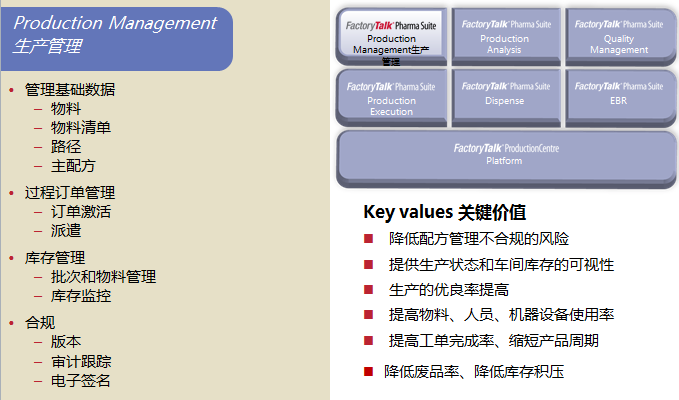 Production Management
生产管理
• 管理基础数据
– 物料
– 物料清单
– 路径
– 主配方
• 过程订单管理
– 订单激活
– 派遣
• 库存管理
– 批次和物料管理
– 库存监控
• 合规
– 版本
– 审计跟踪
– 电子签名
FactoryTalk® Pharma Suite
Production
Management生产
管理
FactoryTalk® Pharma Suite
Production
Analysis
FactoryTalk® Pharma Suite
Quality
Management
FactoryTalk® Pharma Suite
Production
Execution
FactoryTalk® Pharma Suite
Dispense
FactoryTalk® Pharma Suite
EBR
FactoryTalk® ProductionCentre
Platform
Key values 关键价值
■ 降低配方管理不合规的风险
■ 提供生产状态和车间库存的可视性
■ 生产的优良率提高
■ 提高物料、人员、机器设备使用率
■ 提高工单完成率、缩短产品周期
■ 降低废品率、降低库存积压